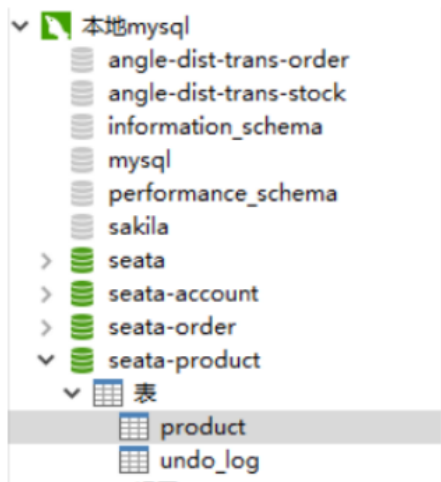 本地mysql
angle-dist-trans-order
angle-dist-trans-stock
information_schema
mysql
performance_schema
sakila
seata
seata-account
seata-order
seata-product
表
product
undo_log